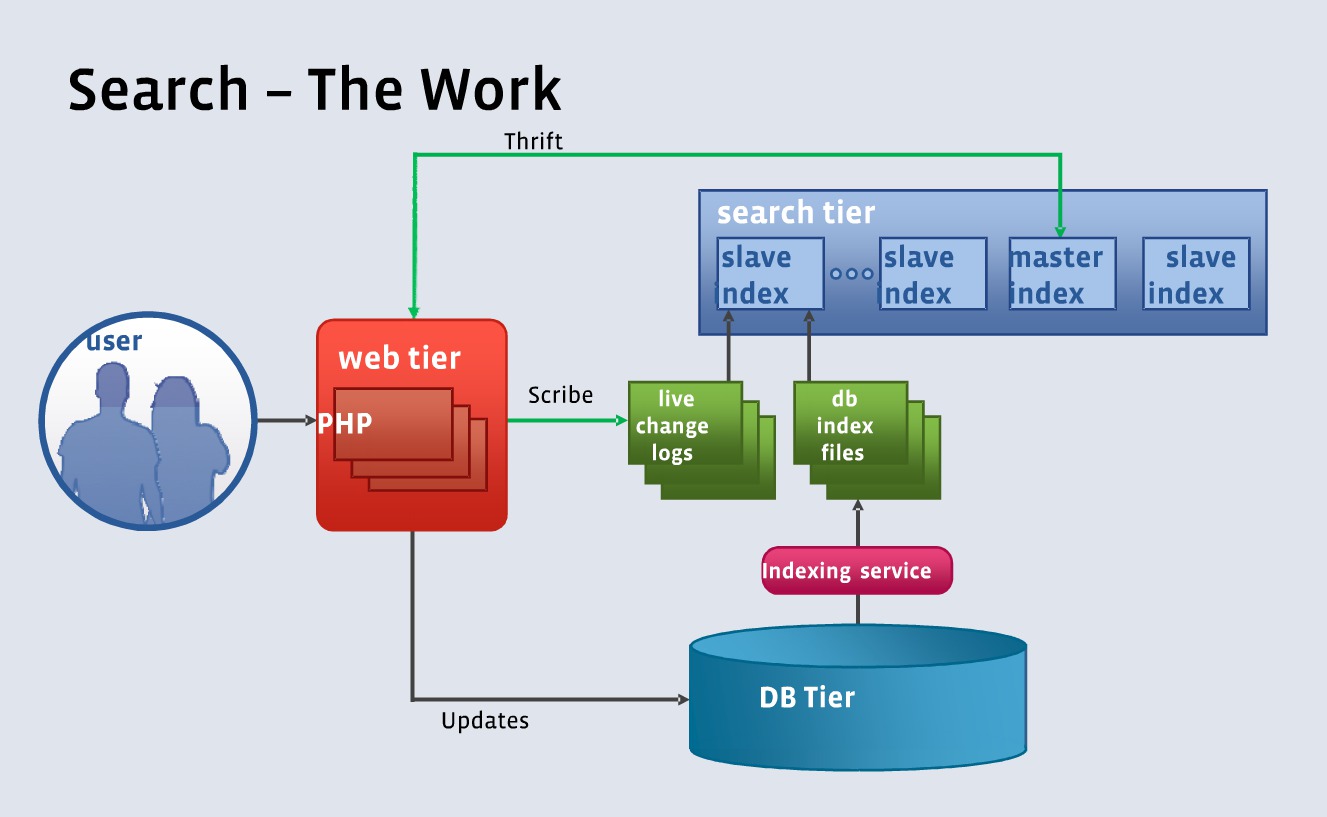 Search – The Work
Thrift
search tier
slave
index
slave
index
master
index
slave
index
user
web tier
PHP
Scribe
live
change
logs
db
index
files
Indexing service
DB Tier
Updates